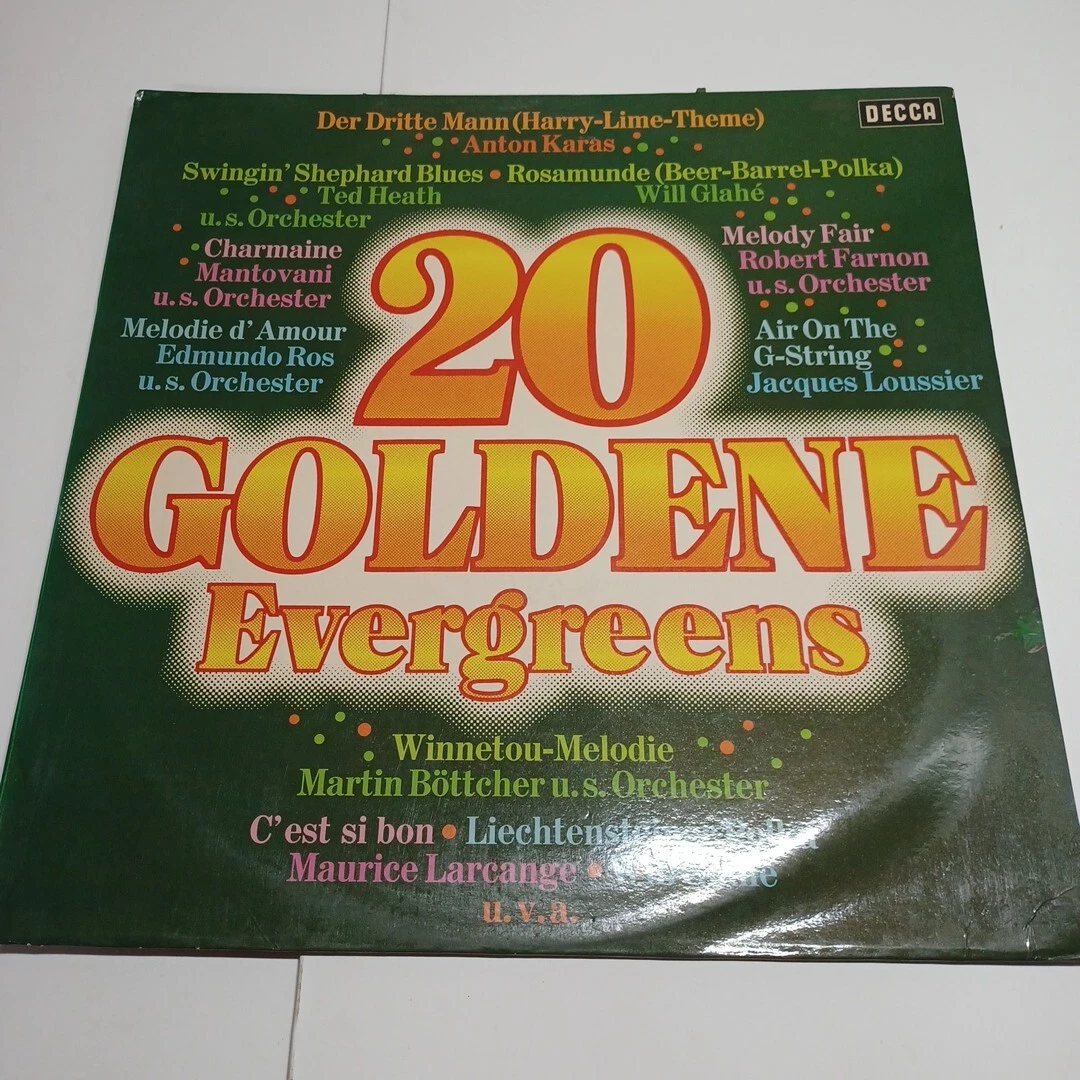 DECCA
Der Dritte Mann (Harry-Lime-Theme)
Anton Karas
Swingin' Shephard Blues • Rosamunde (Beer-Barrel-Polka)
Ted Heath
u. s. Orchester
Will Glahé
Charmaine
Mantovani
u. s. Orchester
Melody Fair
Robert Farnon
u. s. Orchester
Melodie d'Amour
Edmundo Ros
u. s. Orchester
Air On The
G-String
Jacques Loussier
20
GOLDENE
Evergreens
Winnetou-Melodie
Martin Böttcher u. s. Orchester
C'est si bon •
Maurice Larcange •
u. v. a.